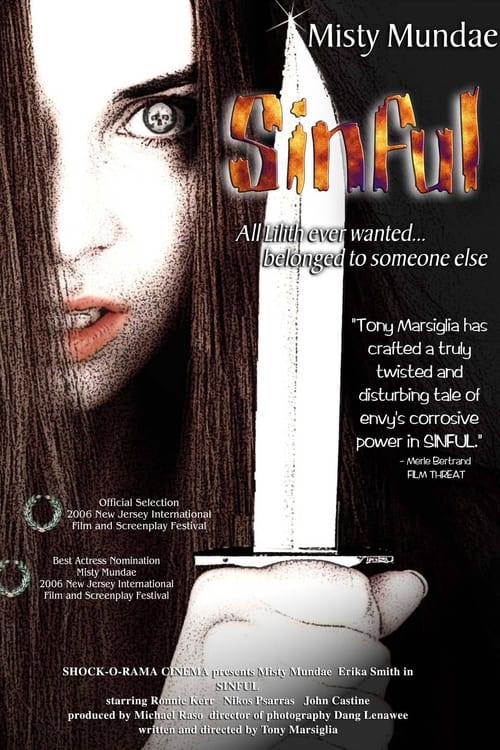 Misty Mundae
Sinful
All Lilith ever wanted...
belonged to someone else
"Tony Marsiglia has
crafted a truly
twisted and
disturbing tale of
envy's corrosive
power in SINFUL."
- Merle Bertrand
FILM THREAT
Official Selection
2006 New Jersey International
Film and Screenplay Festival
Best Actress Nomination
Misty Mundae
2006 New Jersey International
Film and Screenplay Festival
SHOCK-O-RAMA CINEMA presents Misty Mundae Erika Smith in
SINFUL
starring Ronnie Kerr Nikos Psarras John Castine
produced by Michael Raso director of photography Dang Lenawee
written and directed by Tony Marsiglia